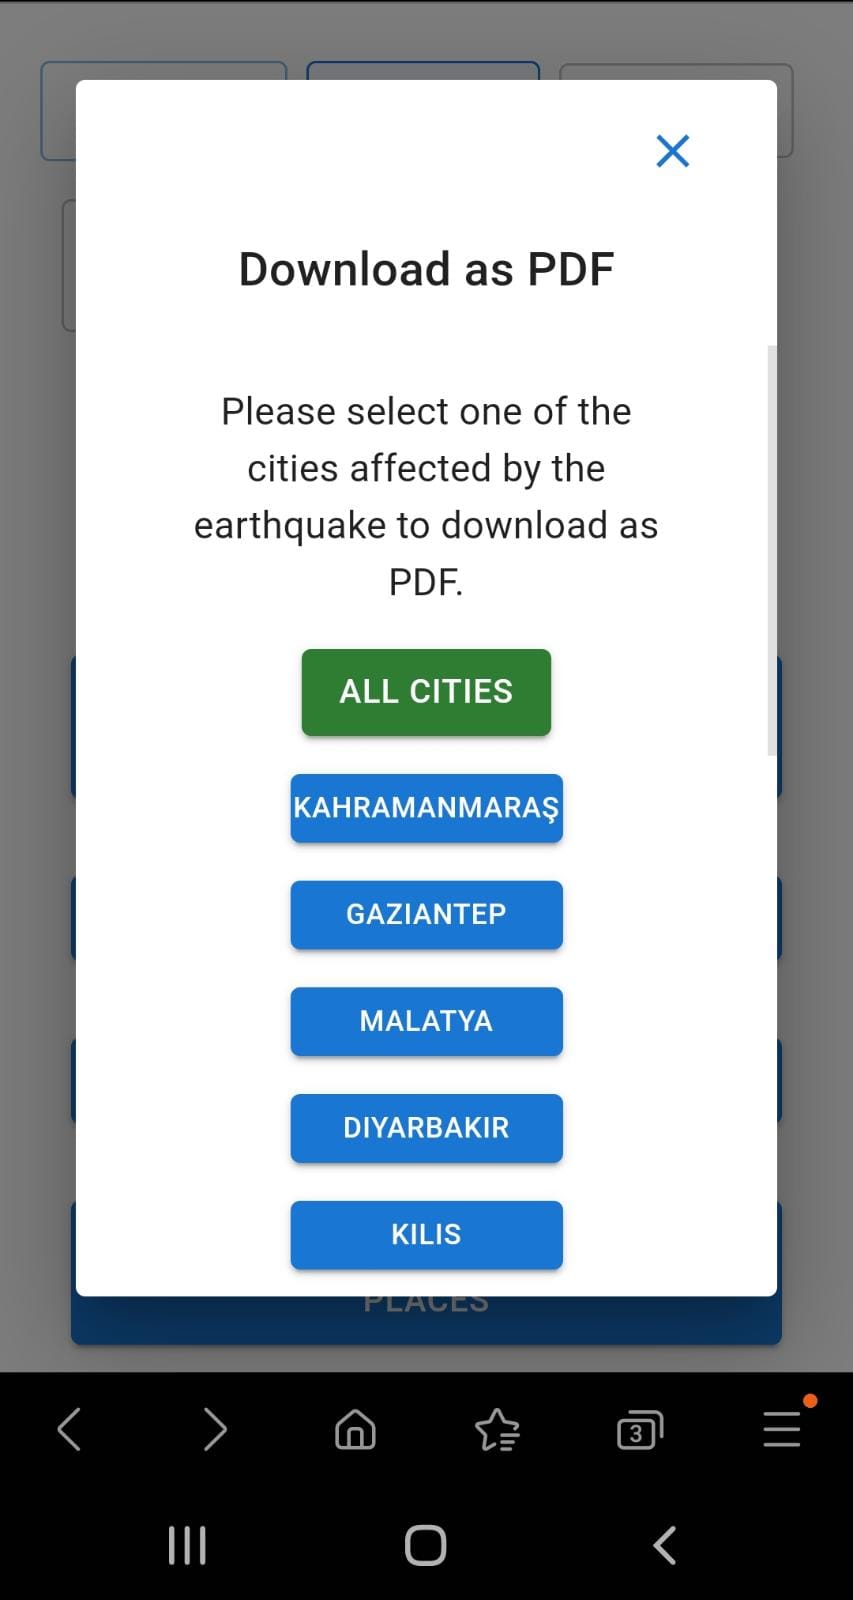 Download as PDF
Please select one of the
cities affected by the
earthquake to download as
PDF.
ALL CITIES
KAHRAMANMARAŞ
GAZIANTEP
MALATYA
DIYARBAKIR
KILIS
PLACES
3